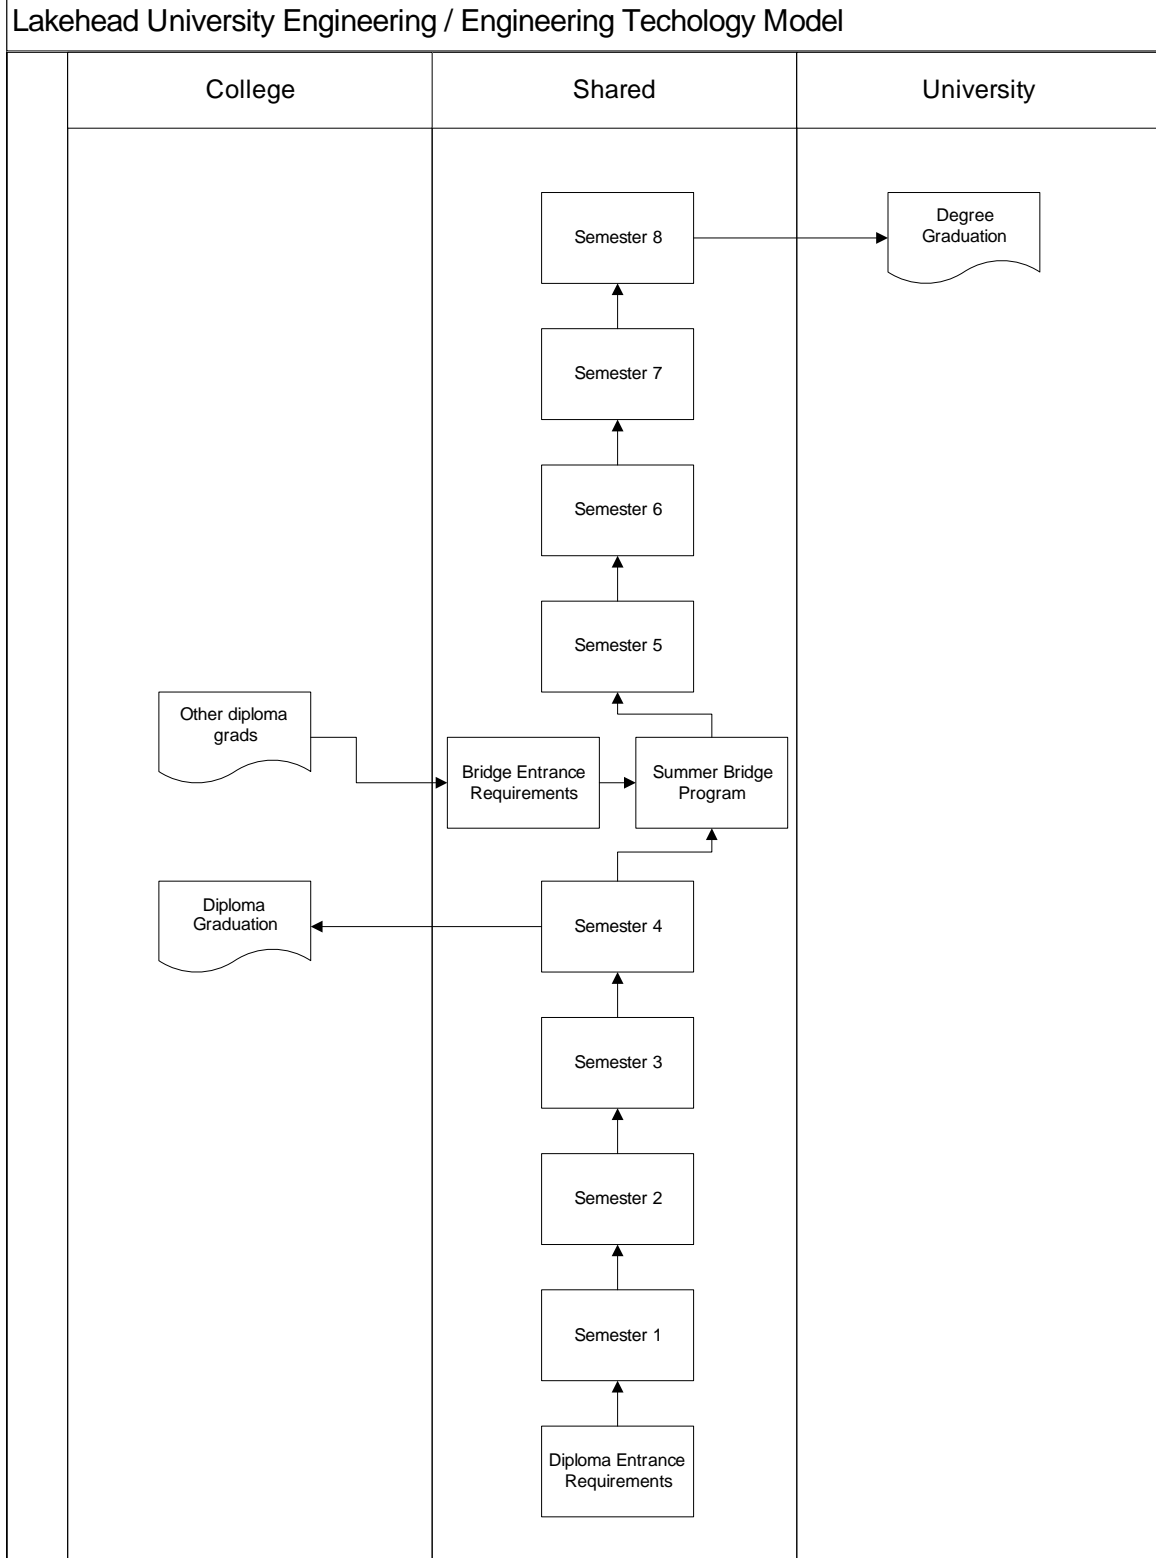 Lakehead University Engineering / Engineering Techology Model
College
Shared
University
Semester 8
Degree
Graduation
Semester 7
Semester 6
Semester 5
Other diploma
grads
Bridge Entrance
Requirements
Summer Bridge
Program
Diploma
Graduation
Semester 4
Semester 3
Semester 2
Semester 1
Diploma Entrance
Requirements